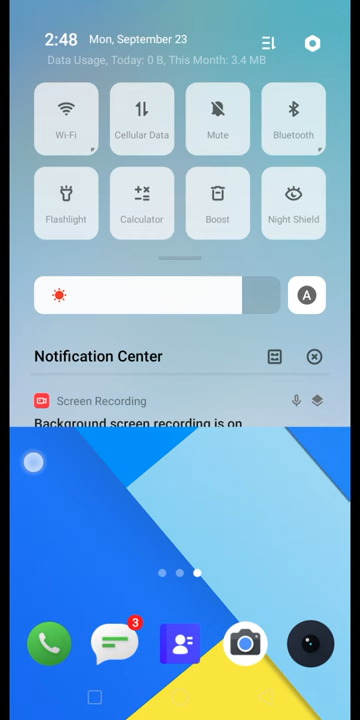 2:48 Mon, September 23
Data Usage, Today: 0 B, This Month: 3.4 MB
Wi-Fi Cellular Data Mute Bluetooth
Flashlight Calculator Boost Night Shield
A
Notification Center
Screen Recording
Background screen recording is on
3